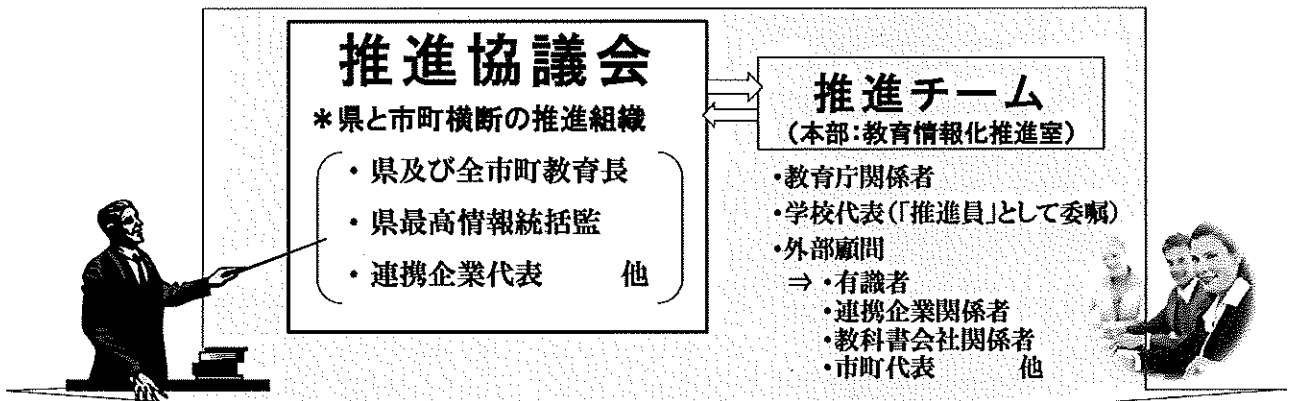 推進協議会
＊県と市町横断の推進組織
・県及び全市町教育長
・県最高情報統括監
・連携企業代表　　他
推進チーム
（本部：教育情報化推進室）
・教育庁関係者
・学校代表（「推進員」として委嘱）
・外部顧問
⇒ ・有識者
・連携企業関係者
・教科書会社関係者
・市町代表　　他